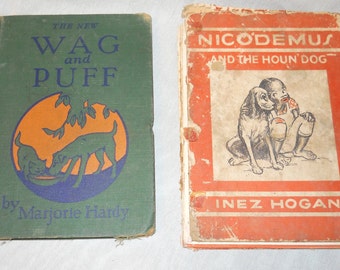 THE NEW
WAG
and
PUFF
by
Marjorie Hardy
NICODEMUS
AND THE HOUN' DOG
INEZ HOGAN